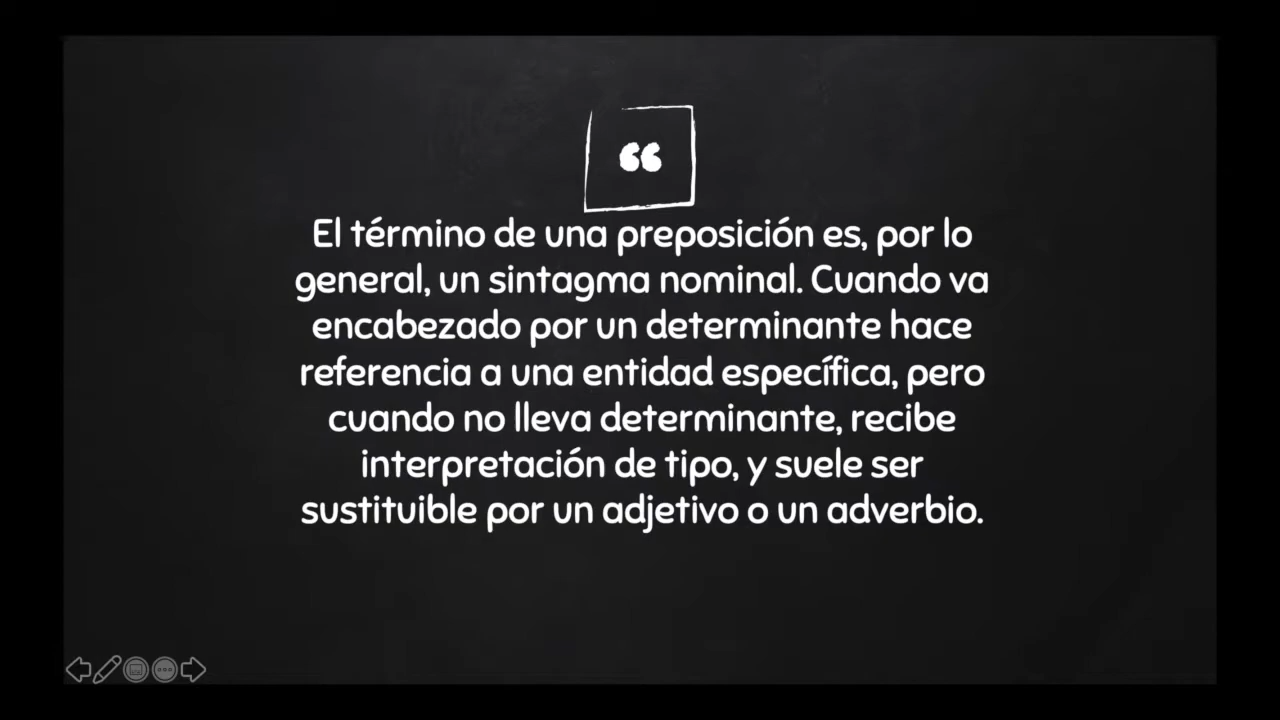 “
El término de una preposición es, por lo
general, un sintagma nominal. Cuando va
encabezado por un determinante hace
referencia a una entidad específica, pero
cuando no lleva determinante, recibe
interpretación de tipo, y suele ser
sustituible por un adjetivo o un adverbio.